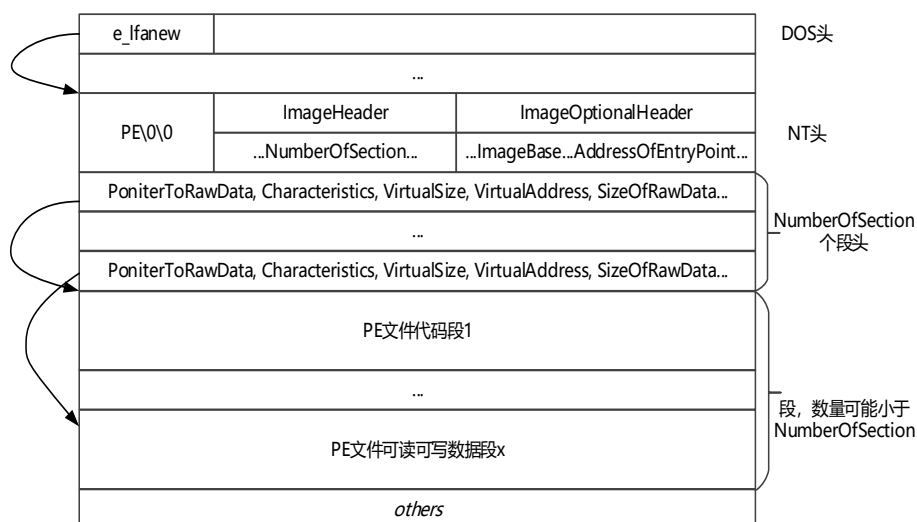 e_lfanew
DOS头
...
PE\0\0
ImageHeader
ImageOptionalHeader
NT头
...NumberOfSection...
...ImageBase...AddressOfEntryPoint...
PoniterToRawData, Characteristics, VirtualSize, VirtualAddress, SizeOfRawData...
...
NumberOfSection
个段头
PoniterToRawData, Characteristics, VirtualSize, VirtualAddress, SizeOfRawData...
PE文件代码段1
...
段，数量可能小于
NumberOfSection
PE文件可读可写数据段x
others